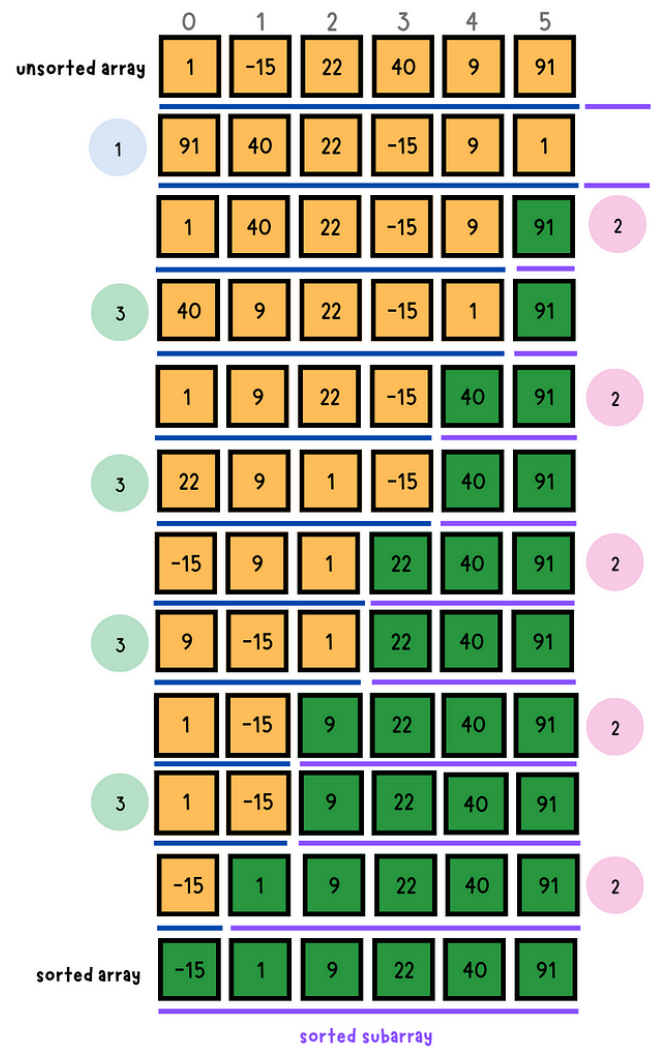 0 1 2 3 4 5
unsorted array 1 -15 22 40 9 91
1 91 40 22 -15 9 1
1 40 22 -15 9 91 2
3 40 9 22 -15 1 91
1 9 22 -15 40 91 2
3 22 9 1 -15 40 91
-15 9 1 22 40 91 2
3 9 -15 1 22 40 91
1 -15 9 22 40 91 2
3 1 -15 9 22 40 91
-15 1 9 22 40 91 2
sorted array -15 1 9 22 40 91
sorted subarray